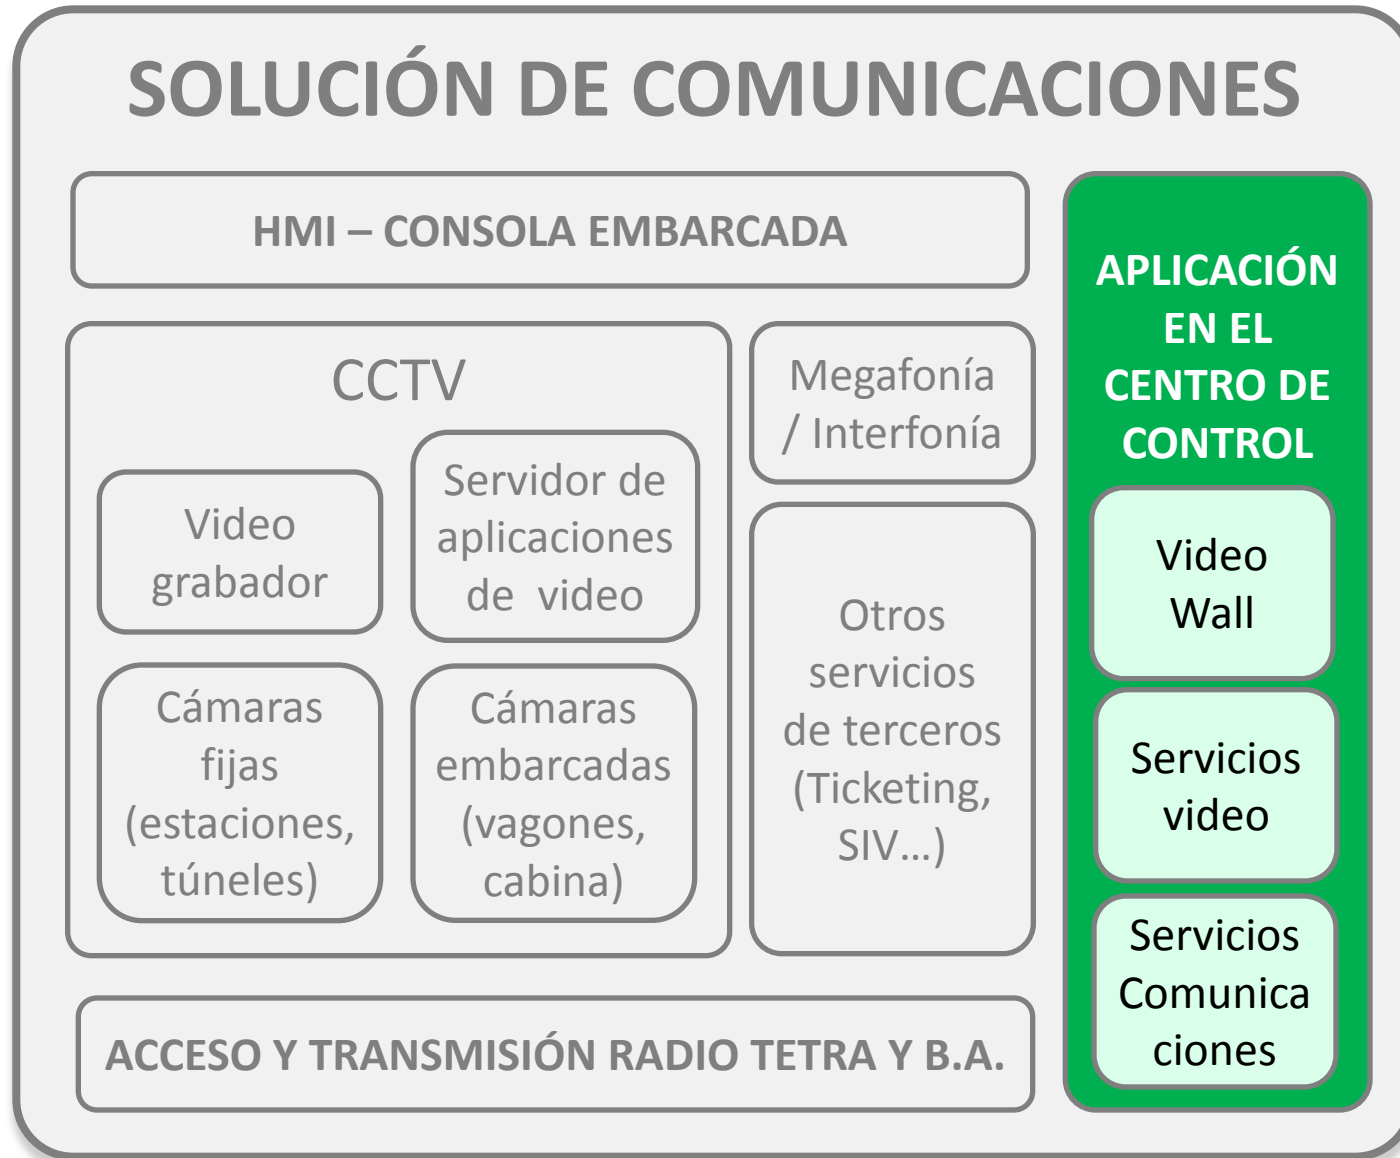 SOLUCIÓN DE COMUNICACIONES
HMI – CONSOLA EMBARCADA
CCTV
Video
grabador
Servidor de
aplicaciones
de video
Cámaras
fijas
(estaciones,
túneles)
Cámaras
embarcadas
(vagones,
cabina)
Megafonía
/ Interfonía
Otros
servicios
de terceros
(Ticketing,
SIV...)
ACCESO Y TRANSMISIÓN RADIO TETRA Y B.A.
APLICACIÓN
EN EL
CENTRO DE
CONTROL
Video
Wall
Servicios
video
Servicios
Comunica
ciones